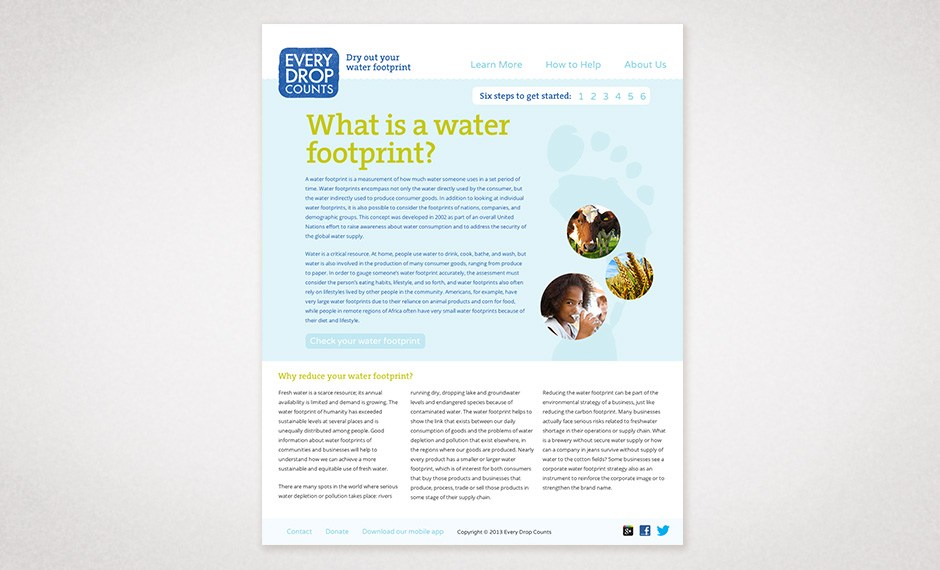 EVERY
DROP
COUNTS
Dry out your
water footprint
Learn More How to Help About Us
Six steps to get started: 1 2 3 4 5 6
What is a water
footprint?
A water footprint is a measurement of how much water someone uses in a set period of
time. Water footprints encompass not only the water directly used by the consumer, but
the water indirectly used to produce consumer goods. In addition to looking at individual
water footprints, it is also possible to consider the footprints of nations, companies, and
demographic groups. This concept was developed in 2002 as part of an overall United
Nations effort to raise awareness about water consumption and to address the security of
the global water supply.
Water is a critical resource. At home, people use water to drink, cook, bathe, and wash, but
water is also involved in the production of many consumer goods, ranging from produce
to paper. In order to gauge someone's water footprint accurately, the assessment must
consider the person's eating habits, lifestyle, and so forth, and water footprints also often
rely on lifestyles lived by other people in the community. Americans, for example, have
very large water footprints due to their reliance on animal products and corn for food,
while people in remote regions of Africa often have very small water footprints because of
their diet and lifestyle.
Check your water footprint
Why reduce your water footprint?
Fresh water is a scarce resource; its annual
availability is limited and demand is growing. The
water footprint of humanity has exceeded
sustainable levels at several places and is
unequally distributed among people. Good
information about water footprints of
communities and businesses will help to
understand how we can achieve a more
sustainable and equitable use of fresh water.
There are many spots in the world where serious
water depletion or pollution takes place: rivers
running dry, dropping lake and groundwater
levels and endangered species because of
contaminated water. The water footprint helps to
show the link that exists between our daily
consumption of goods and the problems of water
depletion and pollution that exist elsewhere, in
the regions where our goods are produced. Nearly
every product has a smaller or larger water
footprint, which is of interest for both consumers
that buy those products and businesses that
produce, process, trade or sell those products in
some stage of their supply chain.
Reducing the water footprint can be part of the
environmental strategy of a business, just like
reducing the carbon footprint. Many businesses
actually face serious risks related to freshwater
shortage in their operations or supply chain. What
is a brewery without secure water supply or how
can a company in jeans survive without supply of
water to the cotton fields? Some businesses see a
corporate water footprint strategy also as an
instrument to reinforce the corporate image or to
strengthen the brand name.
Contact Donate Download our mobile app Copyright © 2013 Every Drop Counts